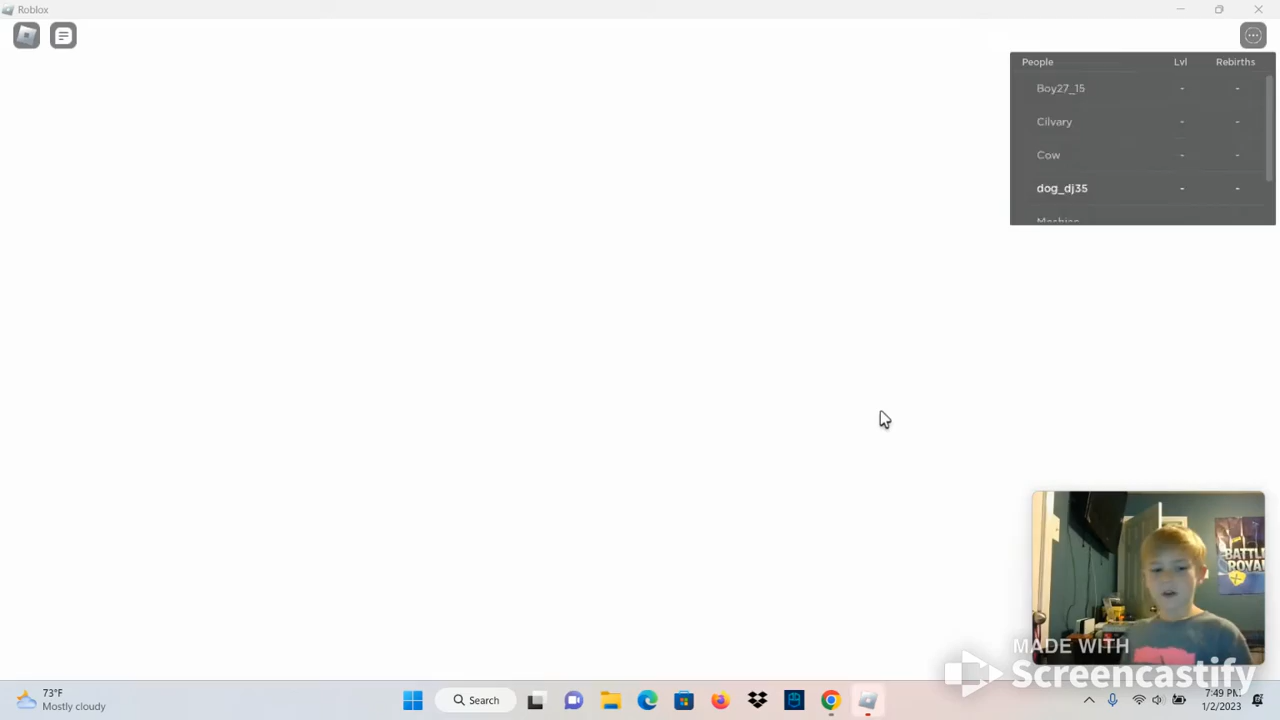 Roblox
People Lvl Rebirths
Boy27_15 - -
Cilvary - -
Cow - -
dog_dj35 - -
BATTLE
ROYAL
MADE WITH
Screencastify
73°F
Mostly cloudy
Search
7:49 PM
1/2/2023